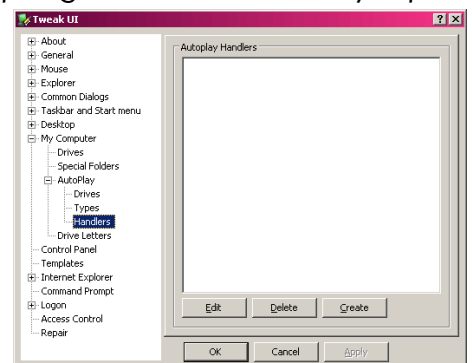 Tweak UI
About
General
Mouse
Explorer
Common Dialogs
Taskbar and Start menu
Desktop
My Computer
Drives
Special Folders
AutoPlay
Drives
Types
Handlers
Drive Letters
Control Panel
Templates
Internet Explorer
Command Prompt
Logon
Access Control
Repair
Autoplay Handlers
Edit Delete Create
OK Cancel Apply